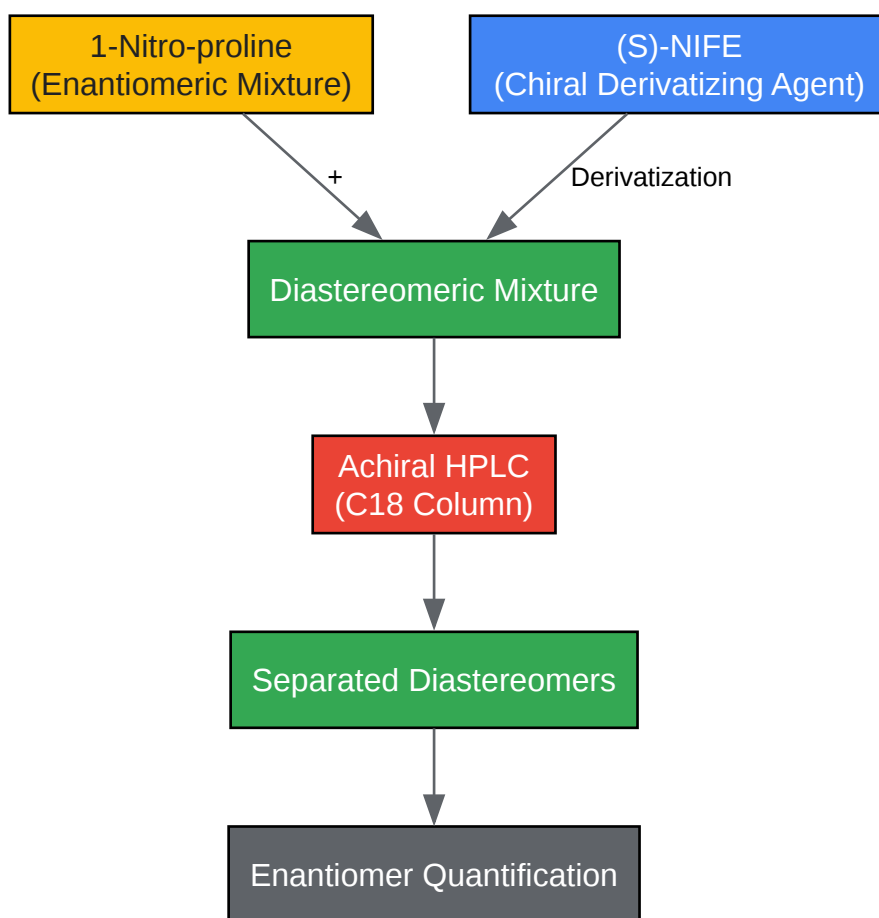 1-Nitro-proline
(Enantiomeric Mixture)
(S)-NIFE
(Chiral Derivatizing Agent)
+
Derivatization
Diastereomeric Mixture
Achiral HPLC
(C18 Column)
Separated Diastereomers
Enantiomer Quantification